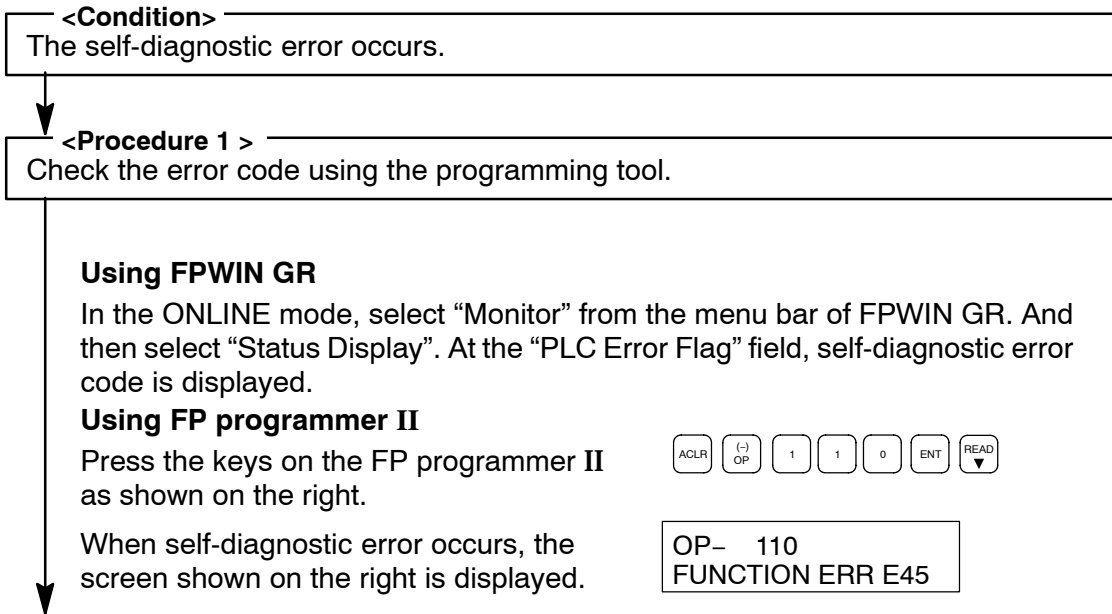 <Condition>
The self-diagnostic error occurs.
<Procedure 1 >
Check the error code using the programming tool.
Using FPWIN GR
In the ONLINE mode, select “Monitor” from the menu bar of FPWIN GR. And
then select “Status Display”. At the “PLC Error Flag” field, self-diagnostic error
code is displayed.
Using FP programmer II
Press the keys on the FP programmer II
as shown on the right.
ACLR (−) OP 1 1 0 ENT READ ▼
When self-diagnostic error occurs, the
screen shown on the right is displayed.
OP− 110
FUNCTION ERR E45